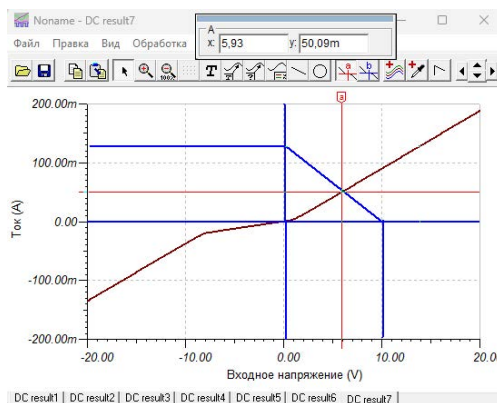 Noname - DC result7
Файл Правка Вид Обработка
A
x: 5,93 y: 50,09m
100%
T
a b
a
200.00m
100.00m
0.00
-100.00m
-200.00m
Ток (A)
-20.00 -10.00 0.00 10.00 20.0
Входное напряжение (V)
DC result1 DC result2 DC result3 DC result4 DC result5 DC result6 DC result7